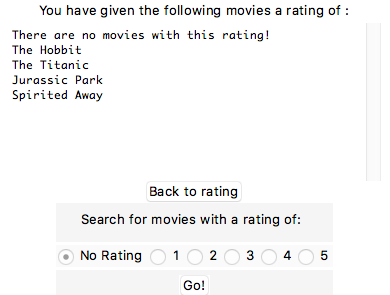 You have given the following movies a rating of :
There are no movies with this rating!
The Hobbit
The Titanic
Jurassic Park
Spirited Away
Back to rating
Search for movies with a rating of:
No Rating 1 2 3 4 5
Go!